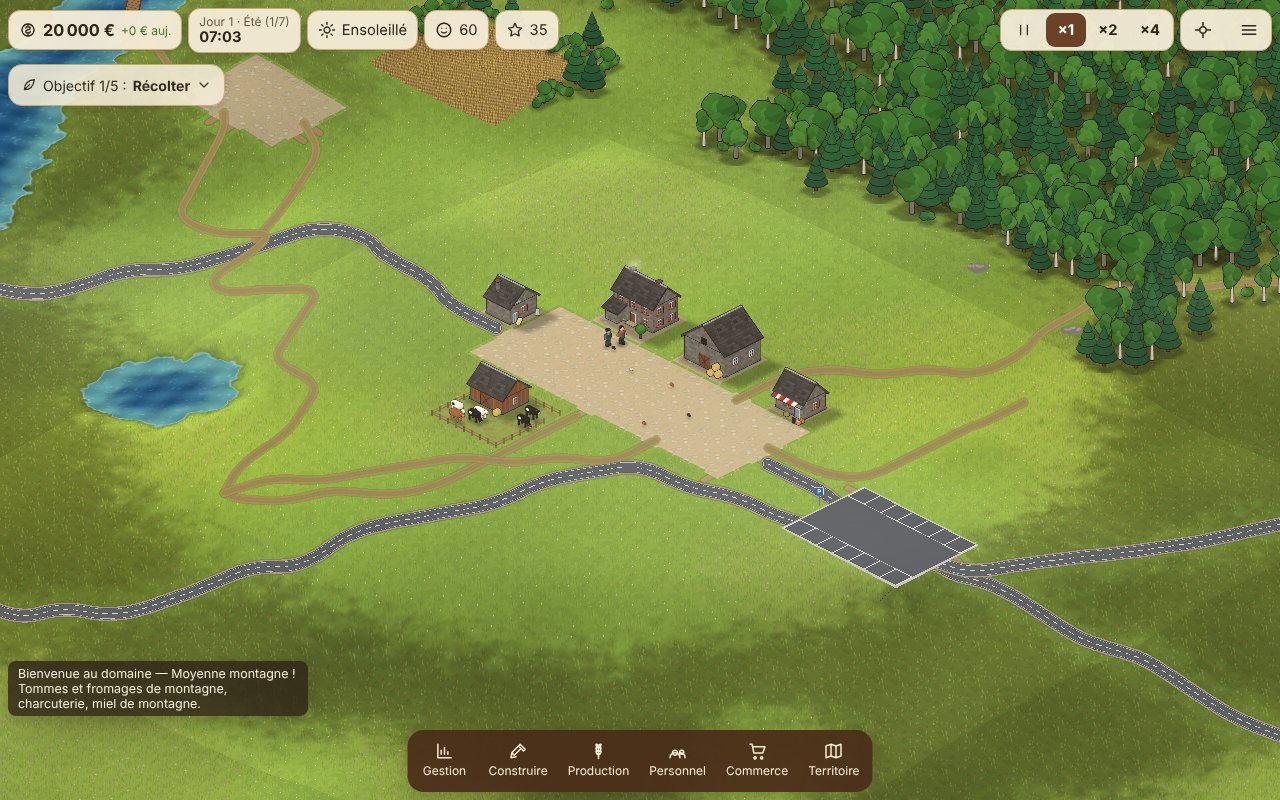 20 000 € +0 € auj.
Jour 1 · Été (1/7)
07:03
Ensoleillé
60
35
×1
×2
×4
Objectif 1/5 : Récolter
P
Bienvenue au domaine — Moyenne montagne !
Tommes et fromages de montagne,
charcuterie, miel de montagne.
Gestion
Construire
Production
Personnel
Commerce
Territoire